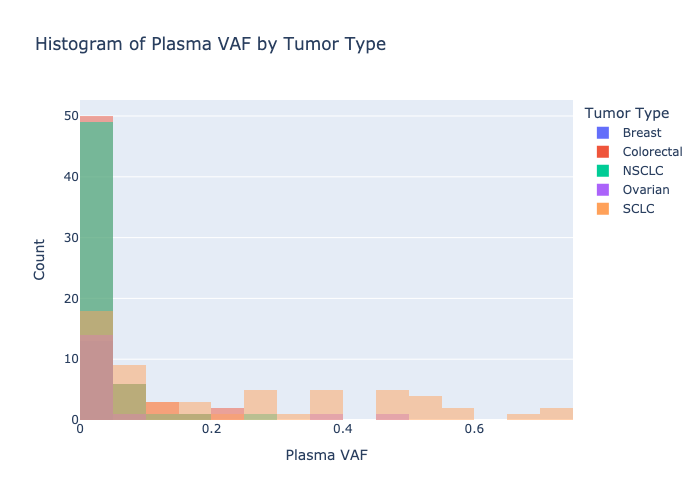 Histogram of Plasma VAF by Tumor Type
Tumor Type
Breast
Colorectal
NSCLC
Ovarian
SCLC
Count
50
40
30
20
10
0
0
0.2
0.4
0.6
Plasma VAF